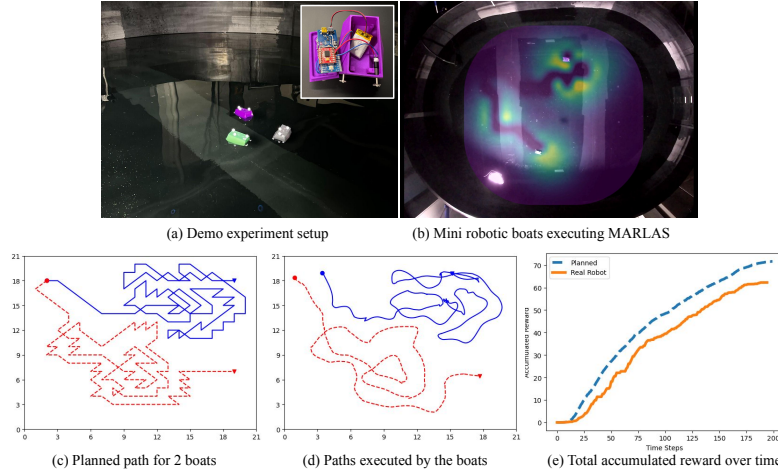 (a) Demo experiment setup
(b) Mini robotic boats executing MARLAS
21
18
15
12
9
6
3
0
0 3 6 9 12 15 18 21
(c) Planned path for 2 boats
21
18
15
12
9
6
3
0
0 3 6 9 12 15 18 21
(d) Paths executed by the boats
Planned
Real Robot
70
60
50
40
30
20
10
0
Accumulated Reward
0 25 50 75 100 125 150 175 200
Time Steps
(e) Total accumulated reward over time